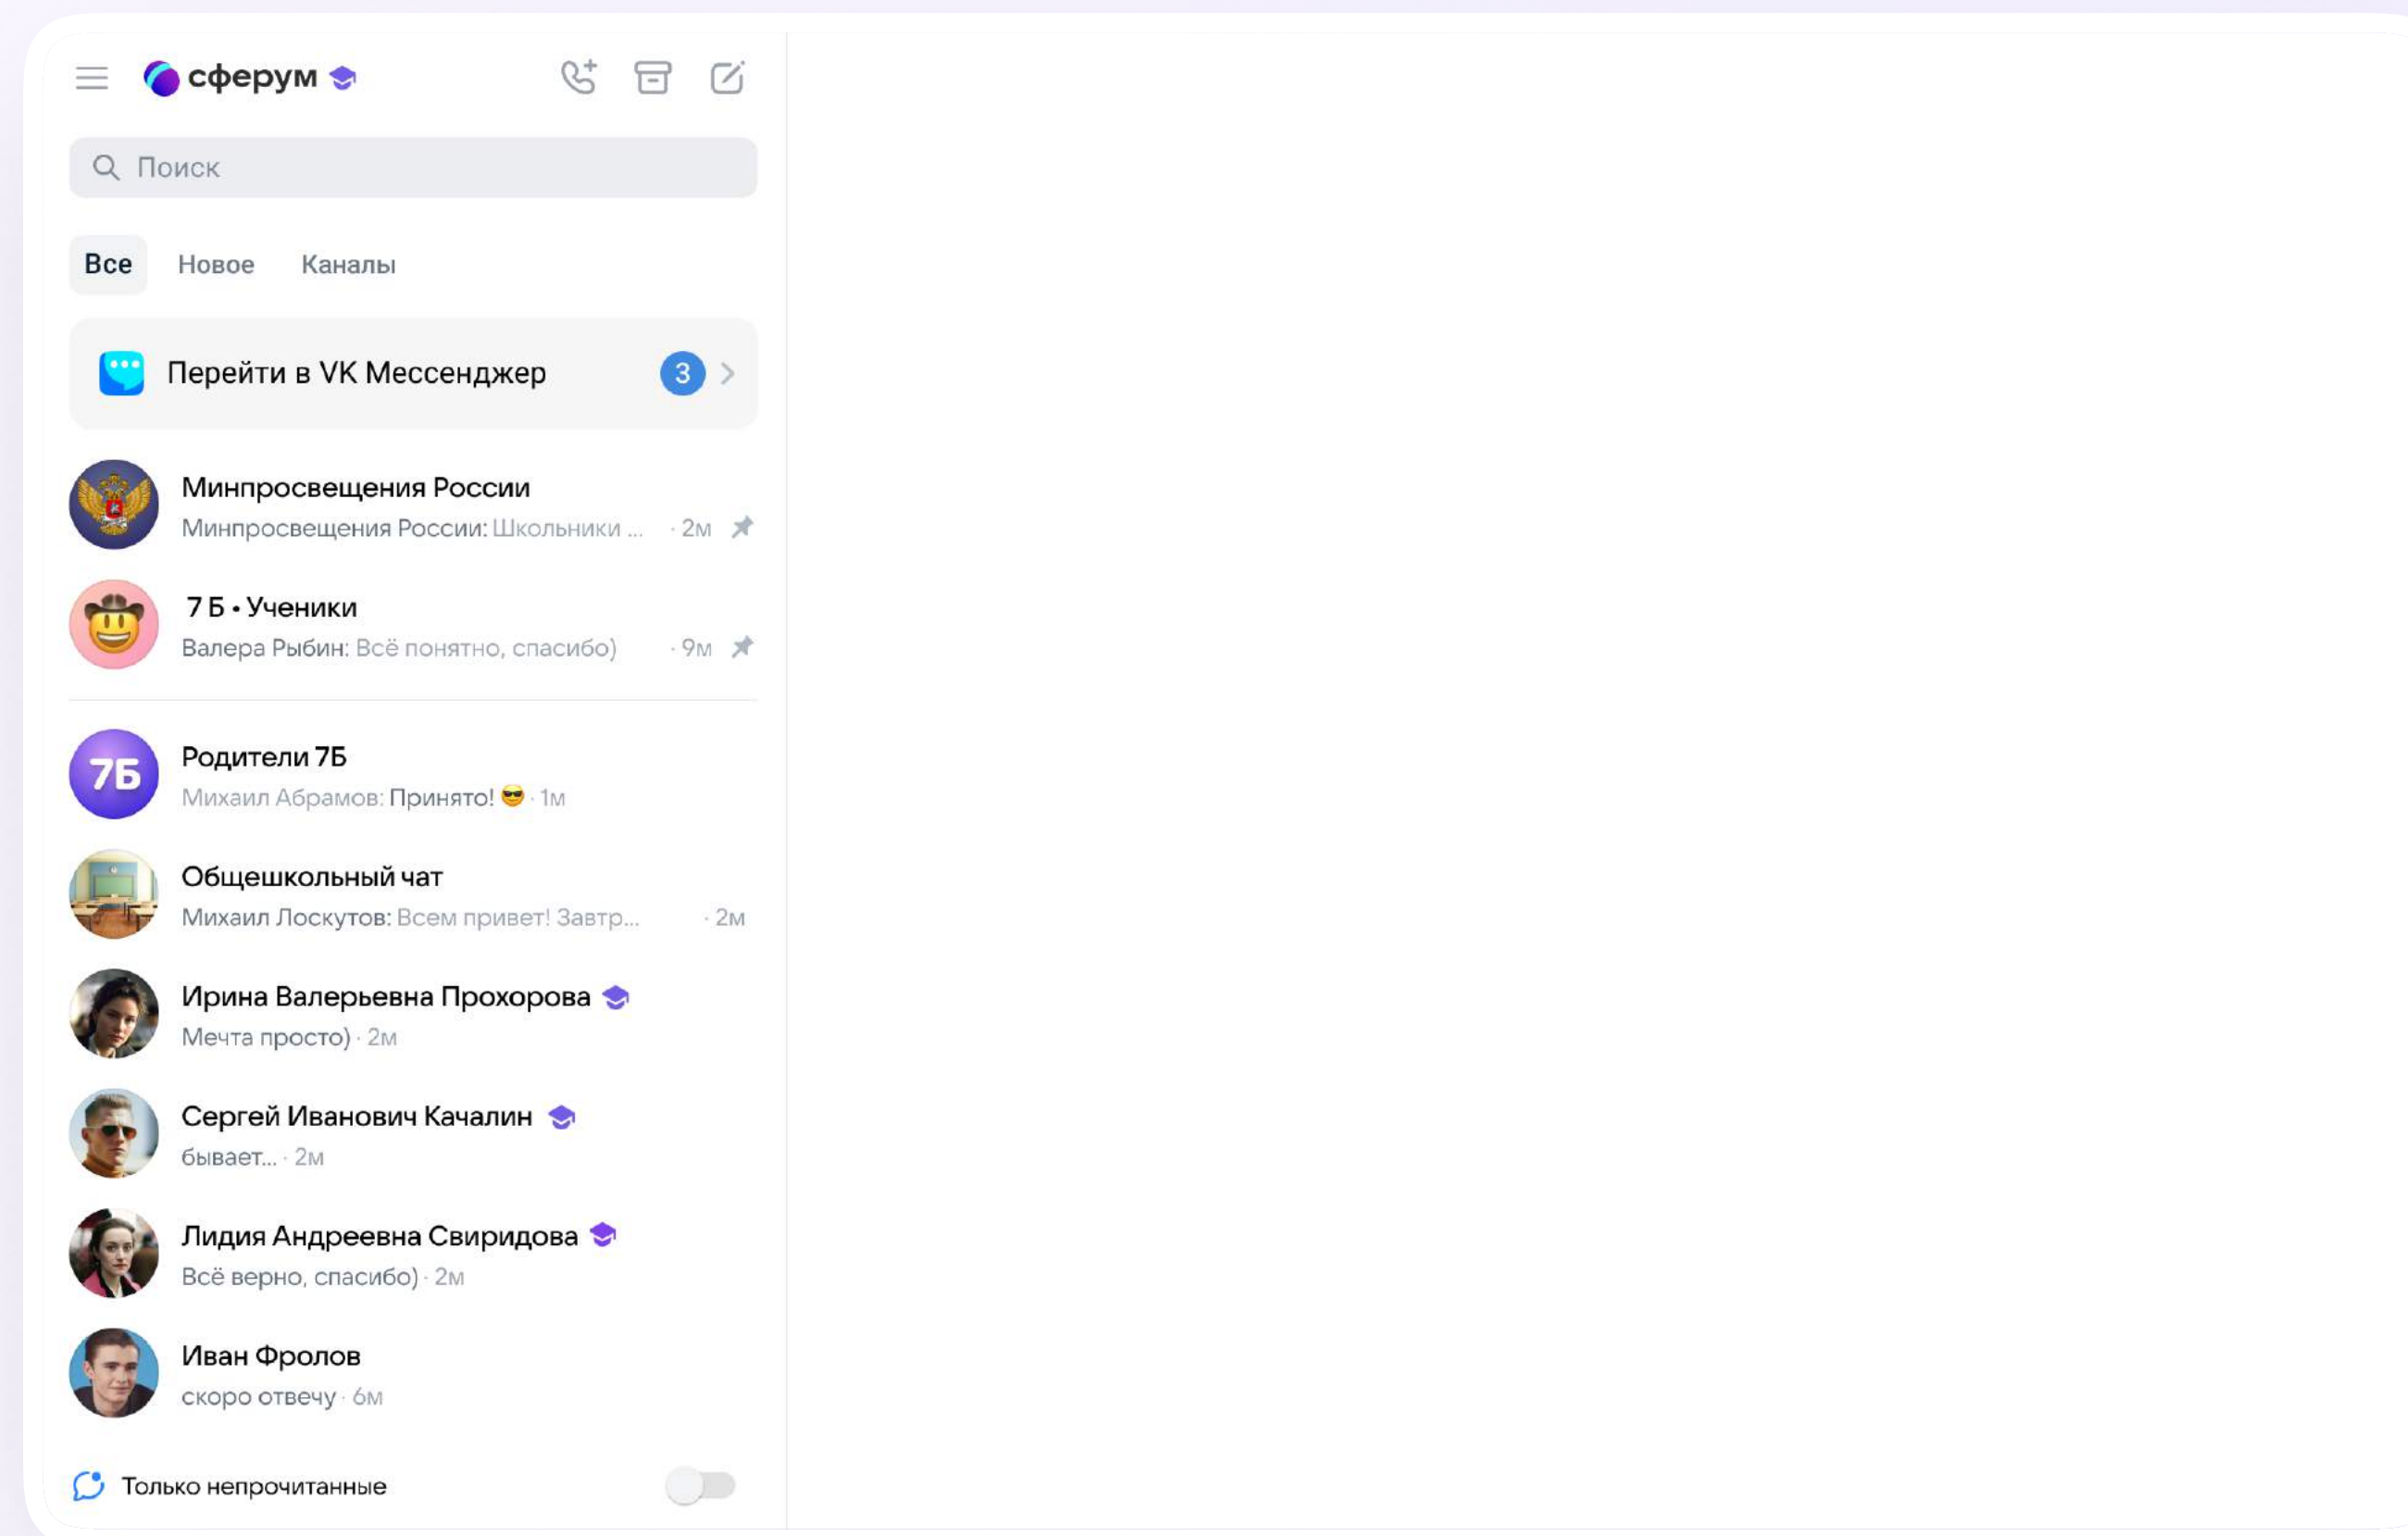 сферум
Поиск
Все Новое Каналы
Перейти в VK Мессенджер 3
Минпросвещения России
Минпросвещения России: Школьники ... · 2м
7 Б • Ученики
Валера Рыбин: Всё понятно, спасибо) · 9м
7Б
Родители 7Б
Михаил Абрамов: Принято! 😎 · 1м
Общешкольный чат
Михаил Лоскутов: Всем привет! Завтр... · 2м
Ирина Валерьевна Прохорова
Мечта просто) · 2м
Сергей Иванович Качалин
бывает... · 2м
Лидия Андреевна Свиридова
Всё верно, спасибо) · 2м
Иван Фролов
скоро отвечу · 6м
Только непрочитанные